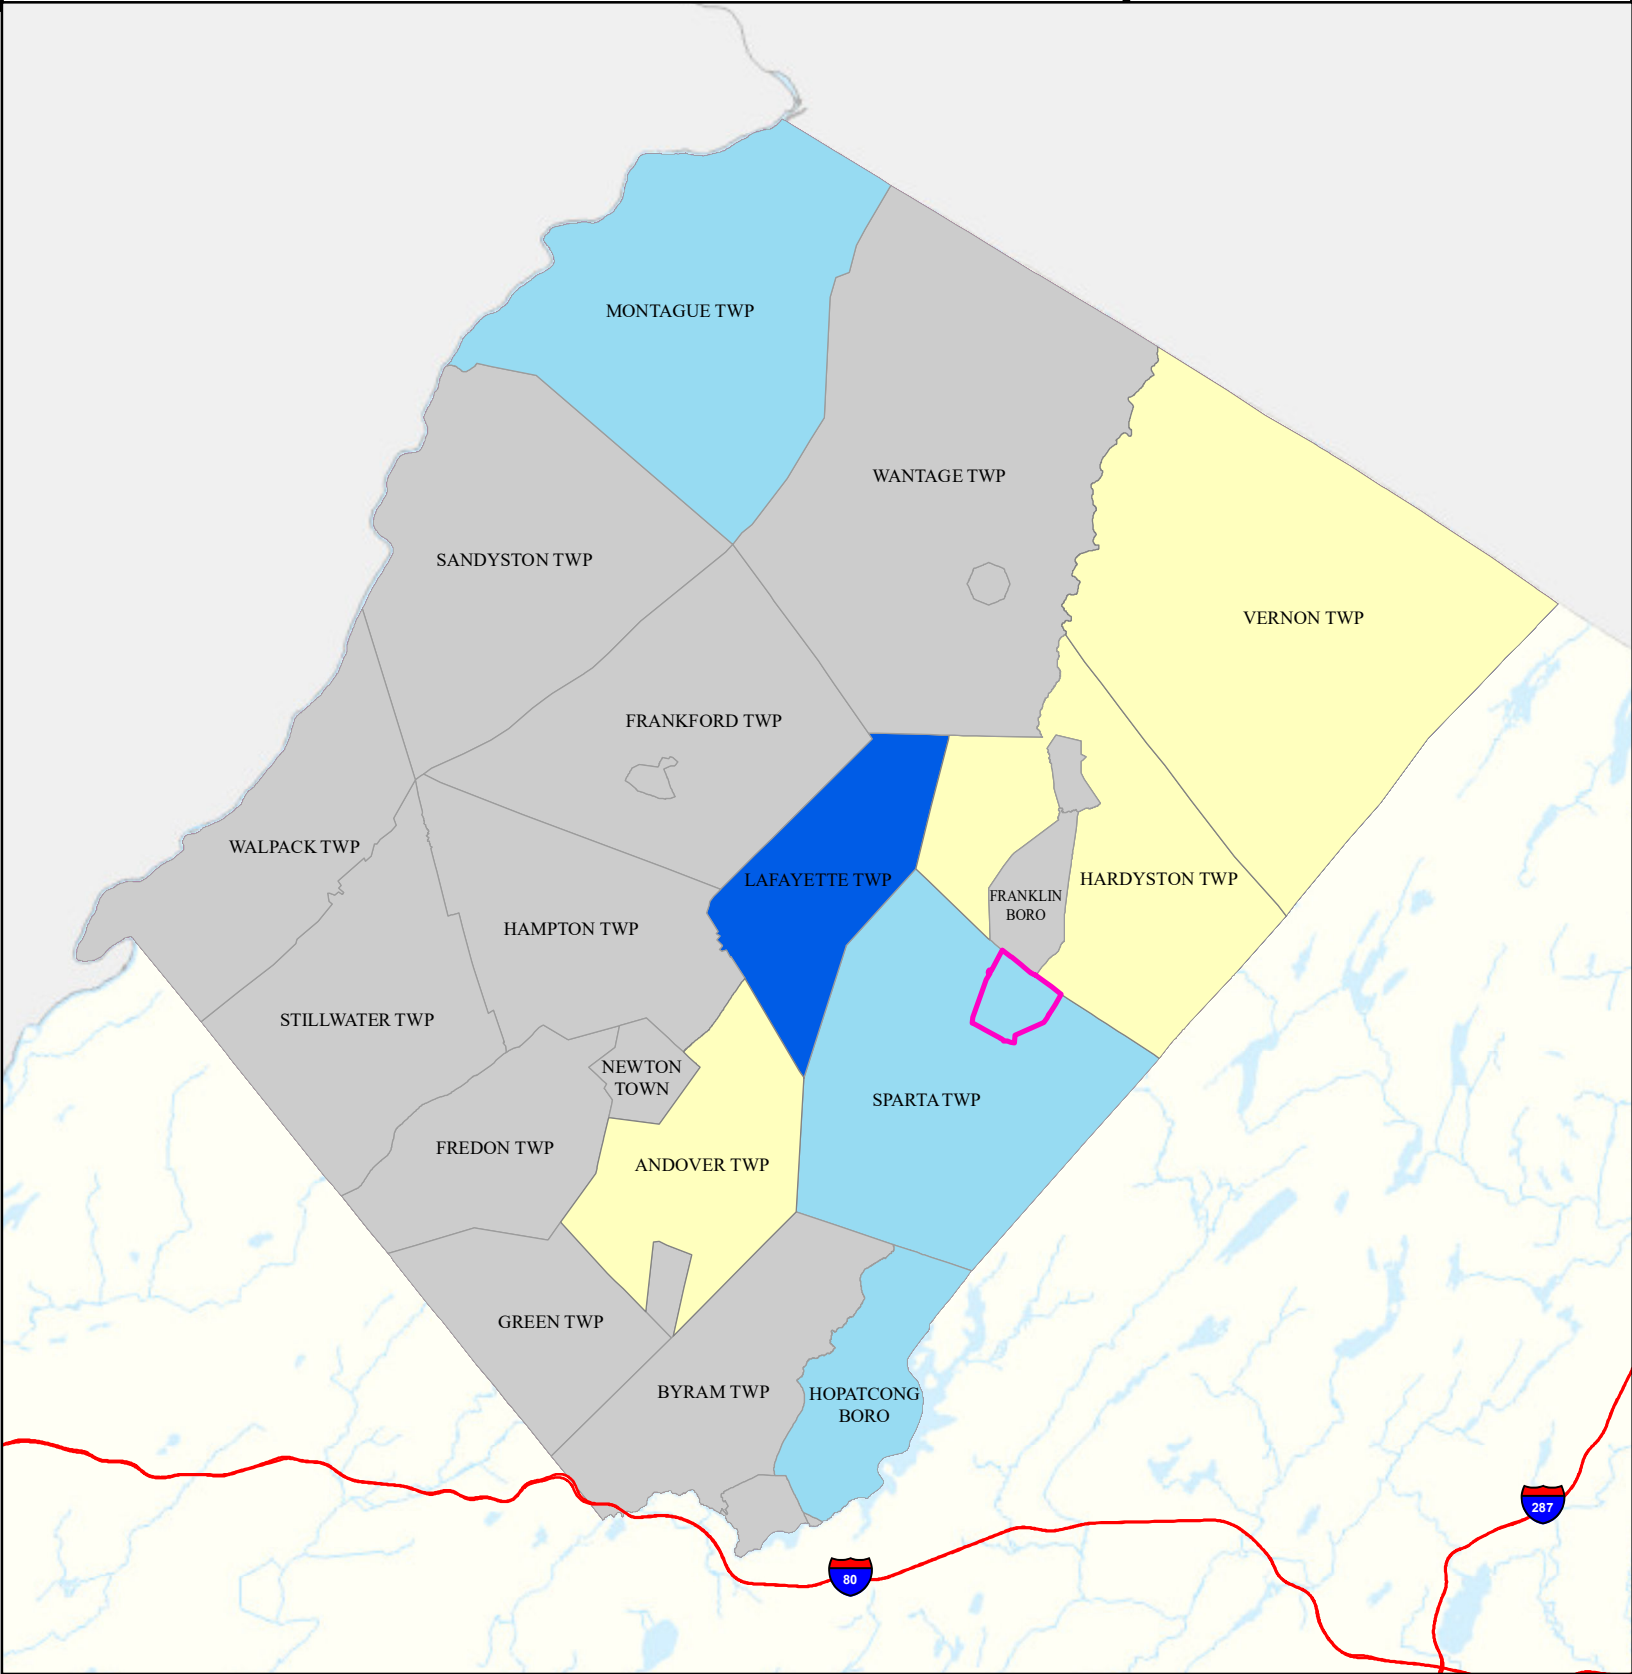 MONTAGUE TWP
WANTAGE TWP
SANDYSTON TWP
VERNON TWP
FRANKFORD TWP
WALPACK TWP
LAFAYETTE TWP
HARDYSTON TWP
FRANKLIN
BORO
HAMPTON TWP
STILLWATER TWP
NEWTON
TOWN
SPARTA TWP
FREDON TWP
ANDOVER TWP
GREEN TWP
BYRAM TWP
HOPATCONG
BORO
287
80